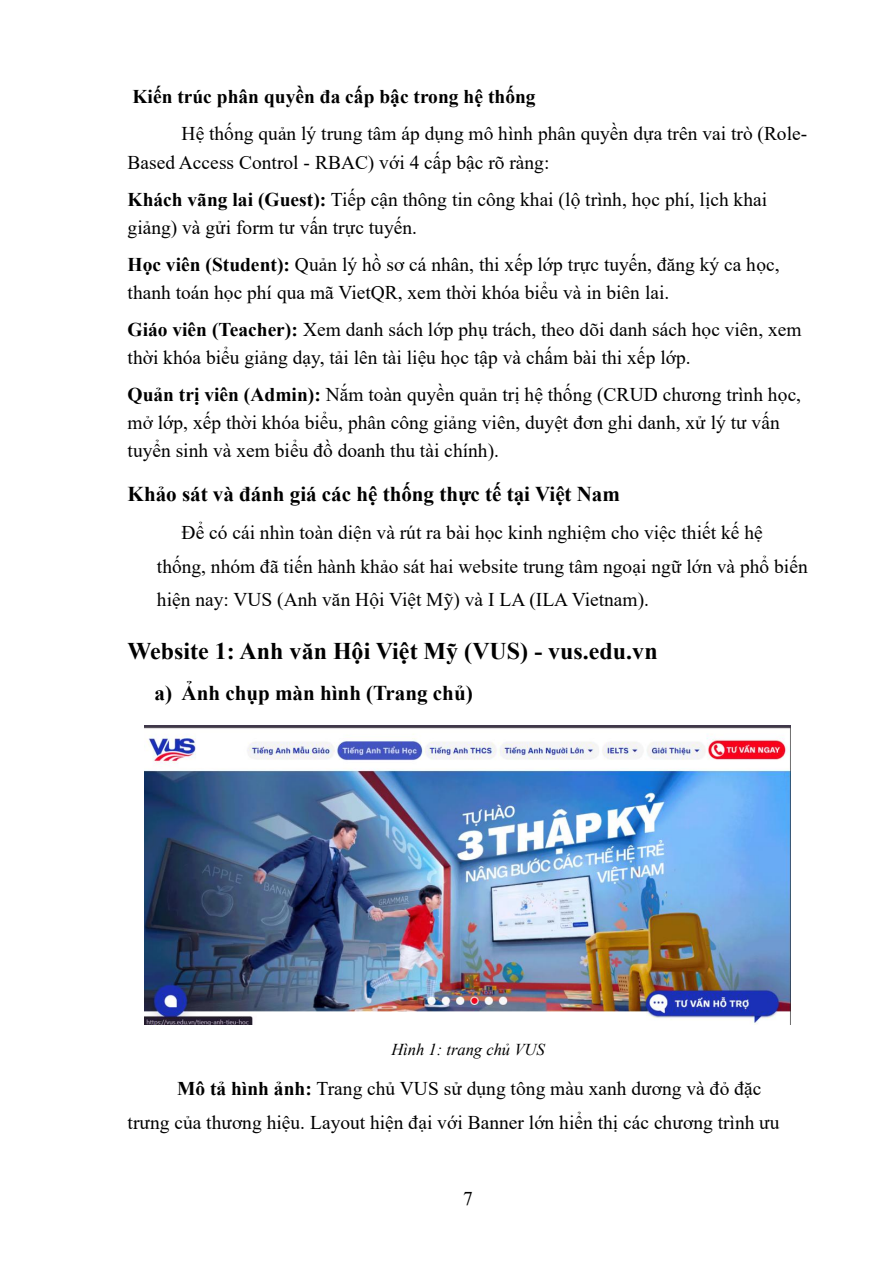 Kiến trúc phân quyền đa cấp bậc trong hệ thống
Hệ thống quản lý trung tâm áp dụng mô hình phân quyền dựa trên vai trò (Role-
Based Access Control - RBAC) với 4 cấp bậc rõ ràng:
Khách vãng lai (Guest): Tiếp cận thông tin công khai (lộ trình, học phí, lịch khai
giảng) và gửi form tư vấn trực tuyến.
Học viên (Student): Quản lý hồ sơ cá nhân, thi xếp lớp trực tuyến, đăng ký ca học,
thanh toán học phí qua mã VietQR, xem thời khóa biểu và in biên lai.
Giáo viên (Teacher): Xem danh sách lớp phụ trách, theo dõi danh sách học viên, xem
thời khóa biểu giảng dạy, tải lên tài liệu học tập và chấm bài thi xếp lớp.
Quản trị viên (Admin): Nắm toàn quyền quản trị hệ thống (CRUD chương trình học,
mở lớp, xếp thời khóa biểu, phân công giảng viên, duyệt đơn ghi danh, xử lý tư vấn
tuyển sinh và xem biểu đồ doanh thu tài chính).
Khảo sát và đánh giá các hệ thống thực tế tại Việt Nam
Để có cái nhìn toàn diện và rút ra bài học kinh nghiệm cho việc thiết kế hệ
thống, nhóm đã tiến hành khảo sát hai website trung tâm ngoại ngữ lớn và phổ biến
hiện nay: VUS (Anh văn Hội Việt Mỹ) và I LA (ILA Vietnam).
Website 1: Anh văn Hội Việt Mỹ (VUS) - vus.edu.vn
a) Ảnh chụp màn hình (Trang chủ)
VUS Tiếng Anh Mẫu Giáo Tiếng Anh Tiểu Học Tiếng Anh THCS Tiếng Anh Người Lớn IELTS Giới Thiệu TƯ VẤN NGAY
TỰ HÀO
3 THẬP KỶ
NÂNG BƯỚC CÁC THẾ HỆ TRẺ
VIỆT NAM
1997
APPLE
BANAN
GRAMMAR
TƯ VẤN HỖ TRỢ
https://vus.edu.vn/tieng-anh-tieu-hoc
Hình 1: trang chủ VUS
Mô tả hình ảnh: Trang chủ VUS sử dụng tông màu xanh dương và đỏ đặc
trưng của thương hiệu. Layout hiện đại với Banner lớn hiển thị các chương trình ưu
7